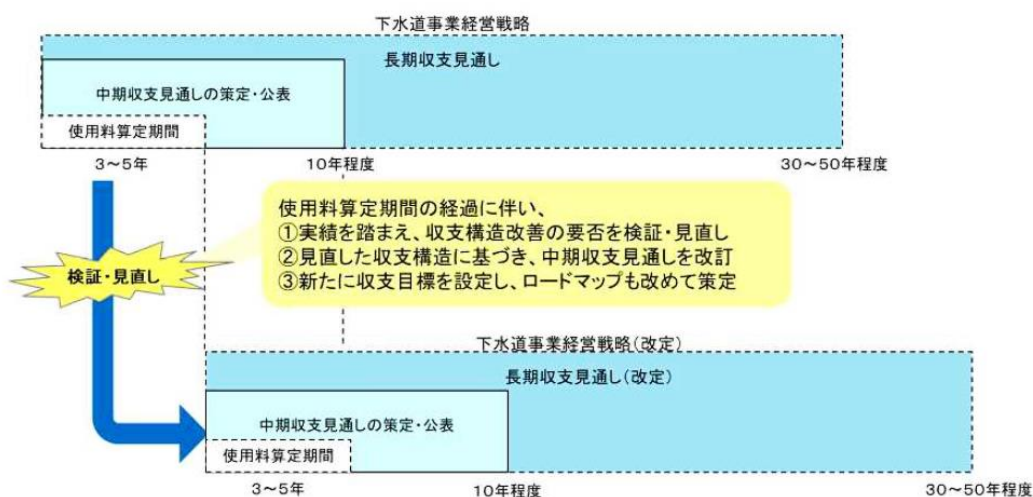 下水道事業経営戦略
長期収支見通し
中期収支見通しの策定・公表
使用料算定期間
3～5年
10年程度
30～50年程度
使用料算定期間の経過に伴い、
①実績を踏まえ、収支構造改善の要否を検証・見直し
②見直した収支構造に基づき、中期収支見通しを改訂
③新たに収支目標を設定し、ロードマップも改めて策定
検証・見直し
下水道事業経営戦略(改定)
長期収支見通し(改定)
中期収支見通しの策定・公表
使用料算定期間
3～5年
10年程度
30～50年程度